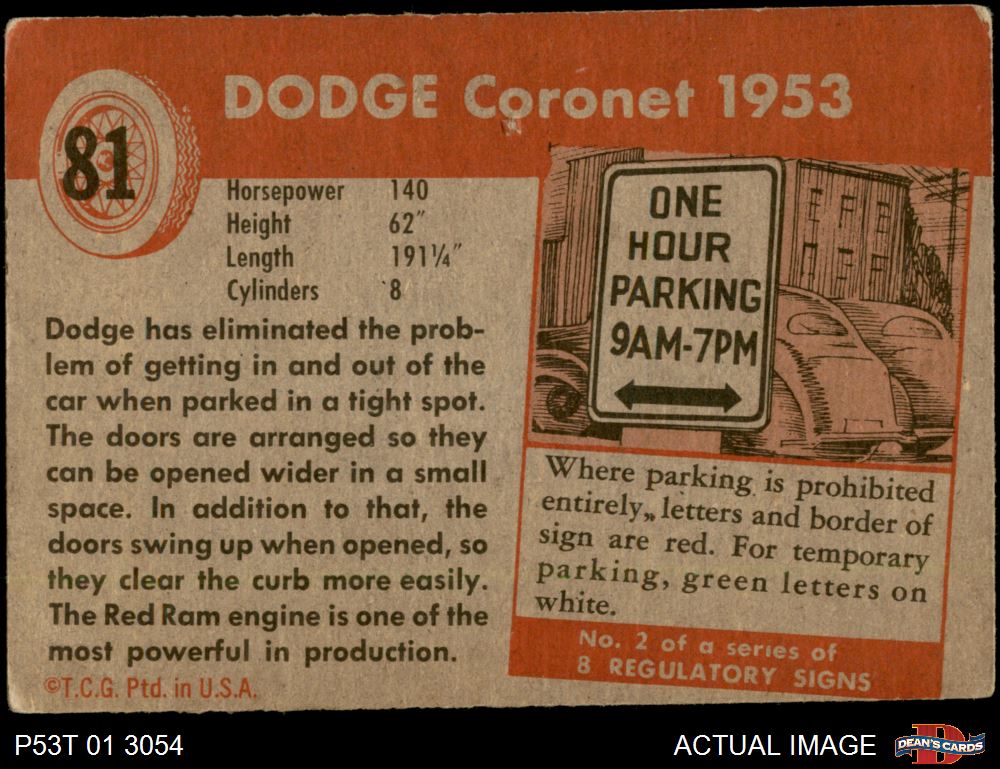 81
DODGE Coronet 1953
Horsepower 140
Height 62"
Length 191¼"
Cylinders 8
Dodge has eliminated the prob-
lem of getting in and out of the
car when parked in a tight spot.
The doors are arranged so they
can be opened wider in a small
space. In addition to that, the
doors swing up when opened, so
they clear the curb more easily.
The Red Ram engine is one of the
most powerful in production.
©T.C.G. Ptd. in U.S.A.
ONE
HOUR
PARKING
9AM-7PM
Where parking is prohibited
entirely,, letters and border of
sign are red. For temporary
parking, green letters on
white.
No. 2 of a series of
8 REGULATORY SIGNS
P53T 01 3054
ACTUAL IMAGE
DEAN'S CARDS